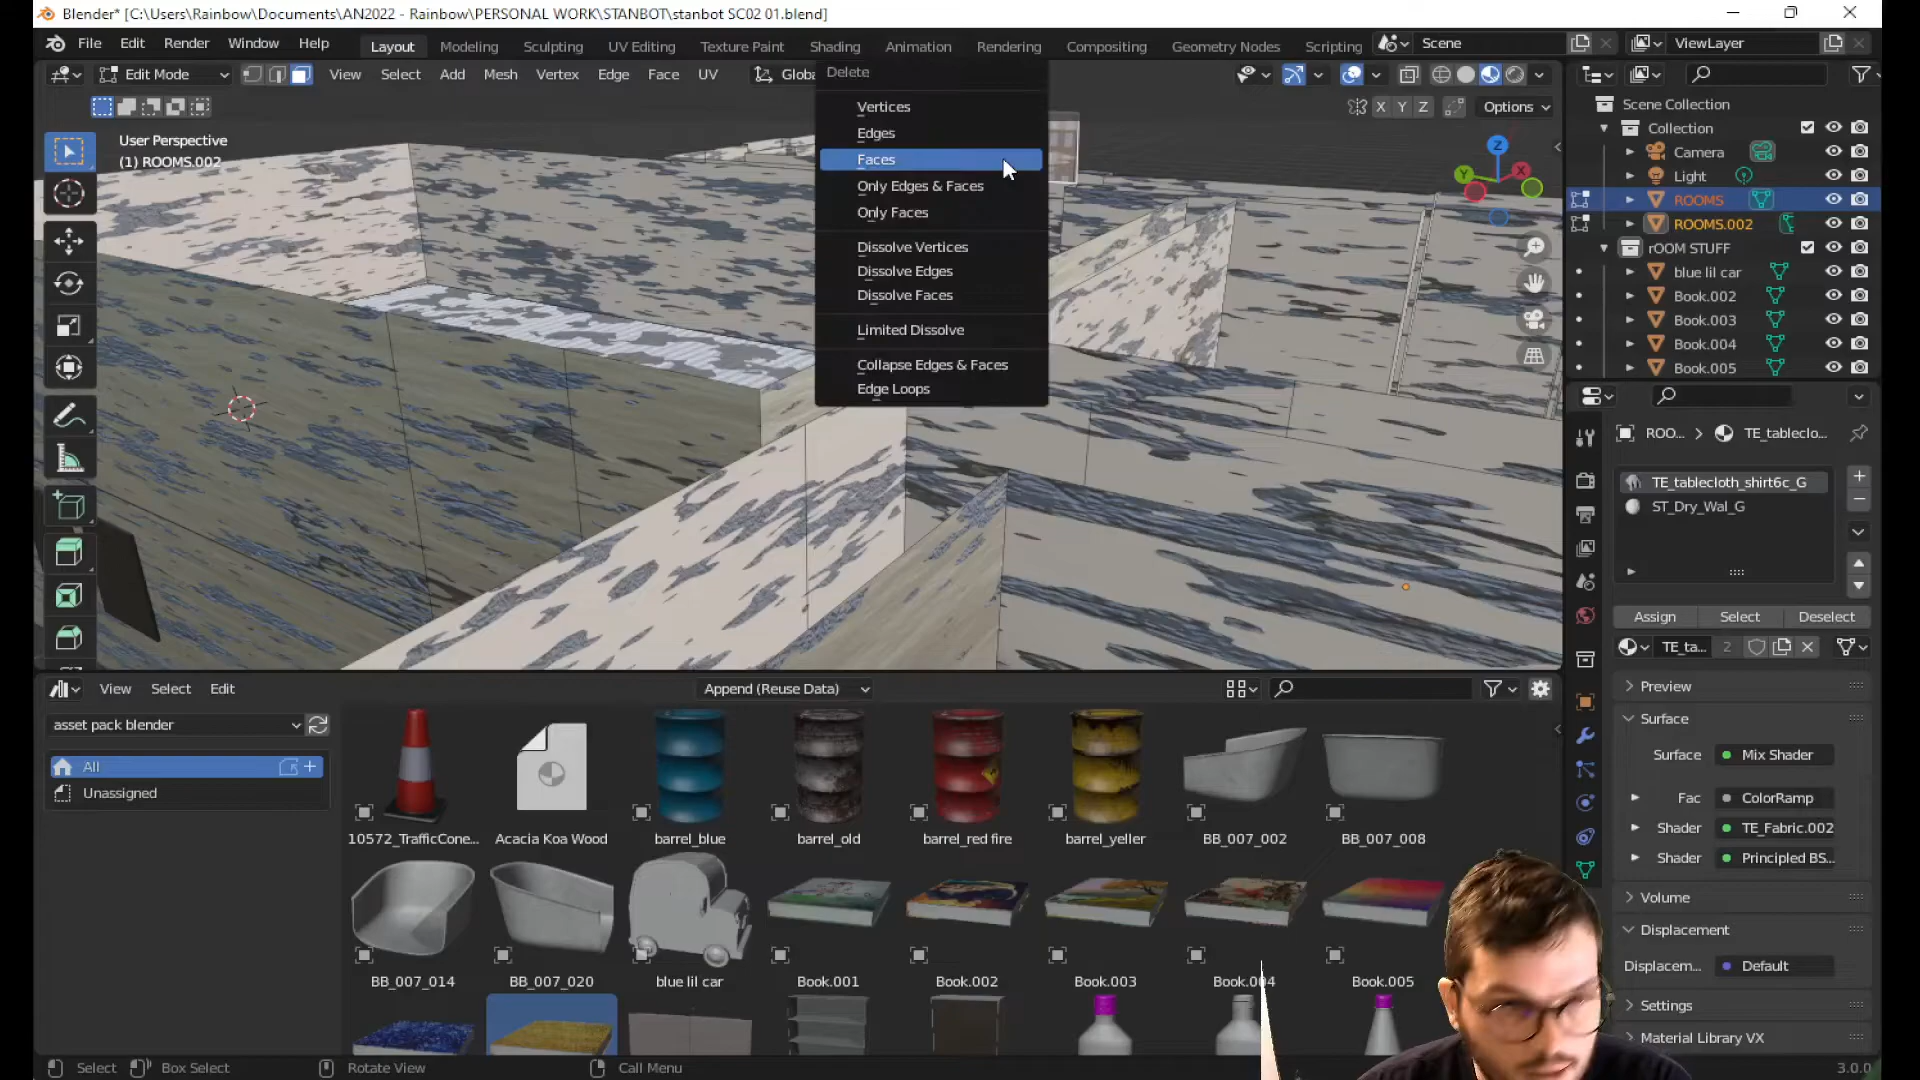 Blender* [C:\Users\Rainbow\Documents\AN2022 - Rainbow\PERSONAL WORK\STANBOT\stanbot SC02 01.blend]
File Edit Render Window Help Layout Modeling Sculpting UV Editing Texture Paint Shading Animation Rendering Compositing Geometry Nodes Scripting Scene ViewLayer
Edit Mode View Select Add Mesh Vertex Edge Face UV Globa
X Y Z Options
User Perspective
(1) ROOMS.002
Delete
Vertices
Edges
Faces
Only Edges & Faces
Only Faces
Dissolve Vertices
Dissolve Edges
Dissolve Faces
Limited Dissolve
Collapse Edges & Faces
Edge Loops
Z
Y X
Scene Collection
Collection
Camera
Light
ROOMS
ROOMS.002
rOOM STUFF
blue lil car
Book.002
Book.003
Book.004
Book.005
ROO... TE_tableclo...
TE_tablecloth_shirt6c_G
ST_Dry_Wal_G
Assign Select Deselect
TE_ta... 2
Preview
Surface
Surface Mix Shader
Fac ColorRamp
Shader TE_Fabric.002
Shader Principled BS...
Volume
Displacement
Displacem... Default
Settings
Material Library VX
View Select Edit Append (Reuse Data)
asset pack blender
All
Unassigned
10572_TrafficCone... Acacia Koa Wood barrel_blue barrel_old barrel_red fire barrel_yeller BB_007_002 BB_007_008
BB_007_014 BB_007_020 blue lil car Book.001 Book.002 Book.003 Book.004 Book.005
Select Box Select Rotate View Call Menu 3.0.0